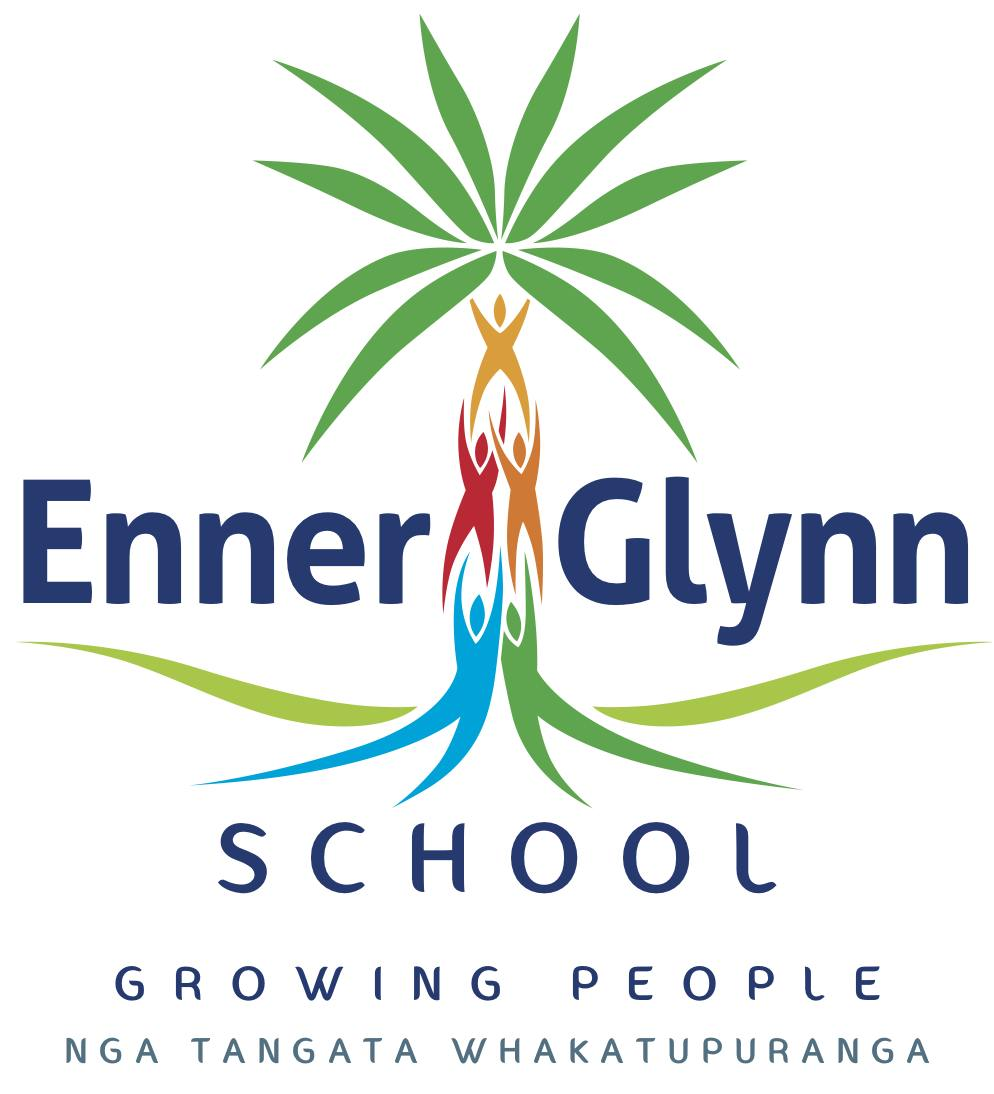 Enner Glynn
SCHOOL
GROWING PEOPLE
NGA TANGATA WHAKATUPURANGA